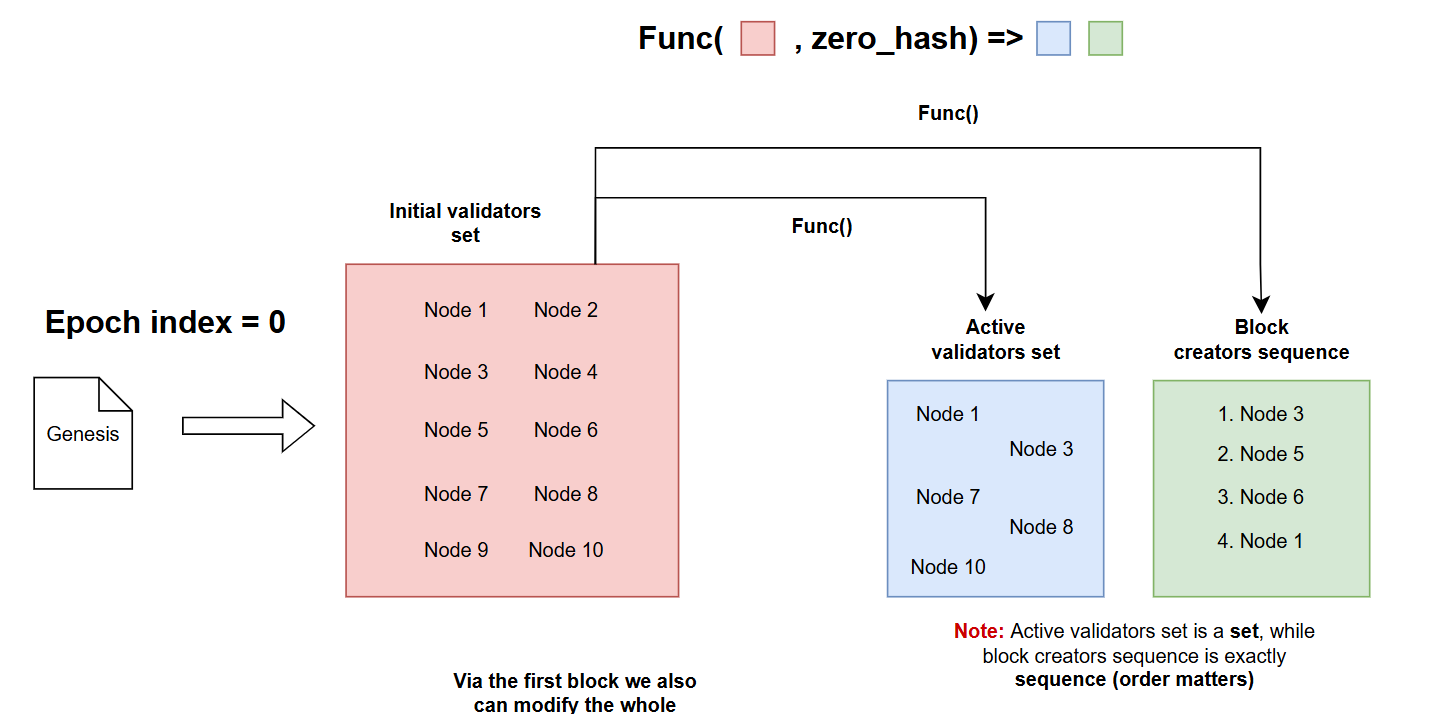 Func( , zero_hash) =>
Func()
Func()
Initial validators
set
Epoch index = 0
Genesis
Node 1 Node 2
Node 3 Node 4
Node 5 Node 6
Node 7 Node 8
Node 9 Node 10
Active
validators set
Node 1
Node 3
Node 7
Node 8
Node 10
Block
creators sequence
1. Node 3
2. Node 5
3. Node 6
4. Node 1
Note: Active validators set is a set, while
block creators sequence is exactly
sequence (order matters)
Via the first block we also
can modify the whole